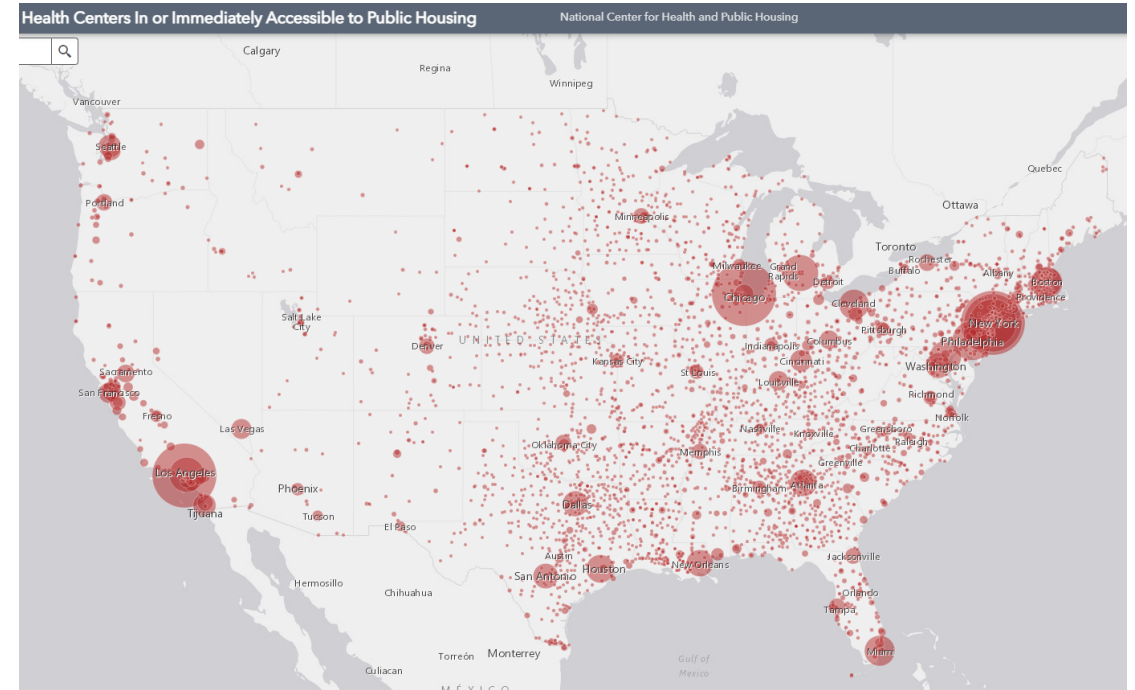 Health Centers In or Immediately Accessible to Public Housing
National Center for Health and Public Housing
Calgary
Regina
Winnipeg
Vancouver
Seattle
Quebec
Portland
Minneapolis
Ottawa
Toronto
Rochester
Buffalo
Albany
Milwaukee
Grand
Rapids
Detroit
Boston
Providence
Chicago
Cleveland
New York
Salt Lake
City
Pittsburgh
Philadelphia
Denver
UNITED STATES
Indianapolis
Columbus
Kansas City
Cincinnati
Washington
Sacramento
St Louis
Louisville
San Francisco
Richmond
Norfolk
Fresno
Las Vegas
Nashville
Knoxville
Greensboro
Raleigh
Oklahoma City
Memphis
Charlotte
Greenville
Los Angeles
Phoenix
Birmingham
Atlanta
Tijuana
Tucson
Dallas
El Paso
Austin
Jacksonville
Houston
New Orleans
San Antonio
Hermosillo
Chihuahua
Orlando
Tampa
Miami
Torreón
Monterrey
Gulf of
Mexico
Culiacan
MÉXICO